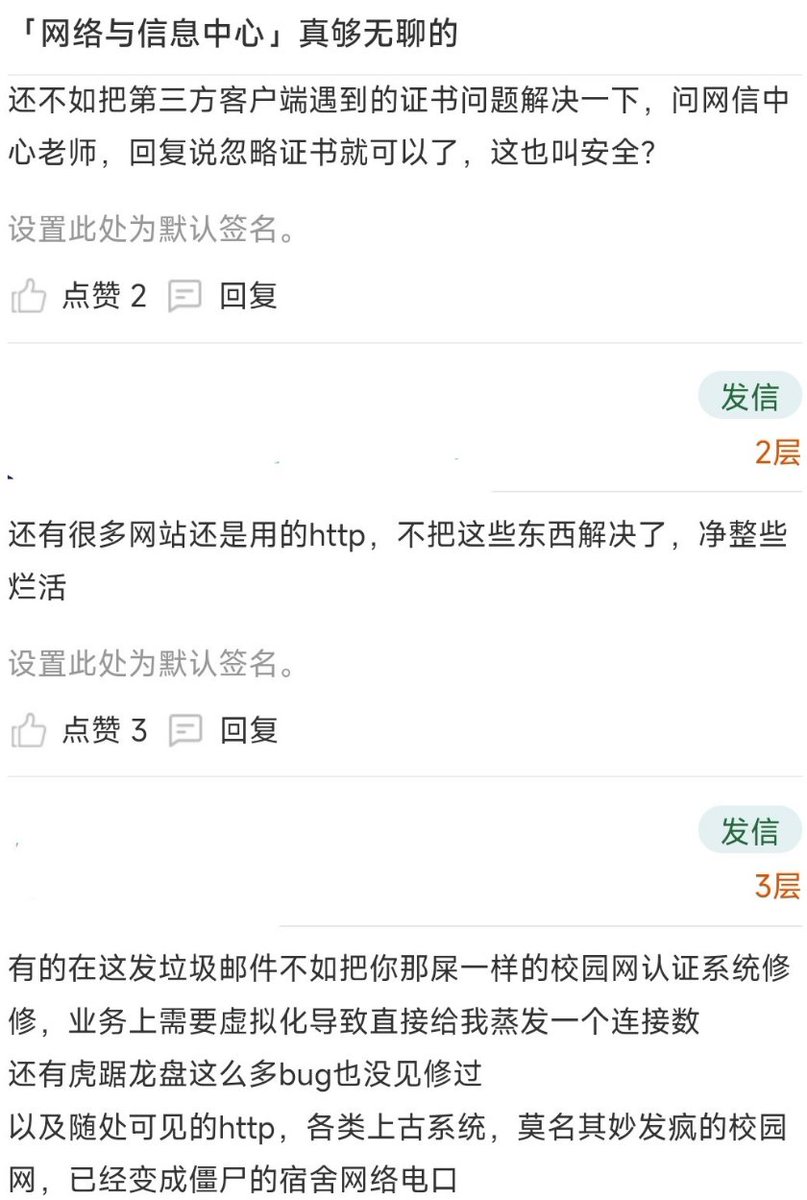 「网络与信息中心」真够无聊的
还不如把第三方客户端遇到的证书问题解决一下，问网信中
心老师，回复说忽略证书就可以了，这也叫安全？
设置此处为默认签名。
点赞 2 回复
发信
2层
还有很多网站还是用的http，不把这些东西解决了，净整些
烂活
设置此处为默认签名。
点赞 3 回复
发信
3层
有的在这发垃圾邮件不如把你那屎一样的校园网认证系统修
修，业务上需要虚拟化导致直接给我蒸发一个连接数
还有虎踞龙盘这么多bug也没见修过
以及随处可见的http，各类上古系统，莫名其妙发疯的校园
网，已经变成僵尸的宿舍网络电口